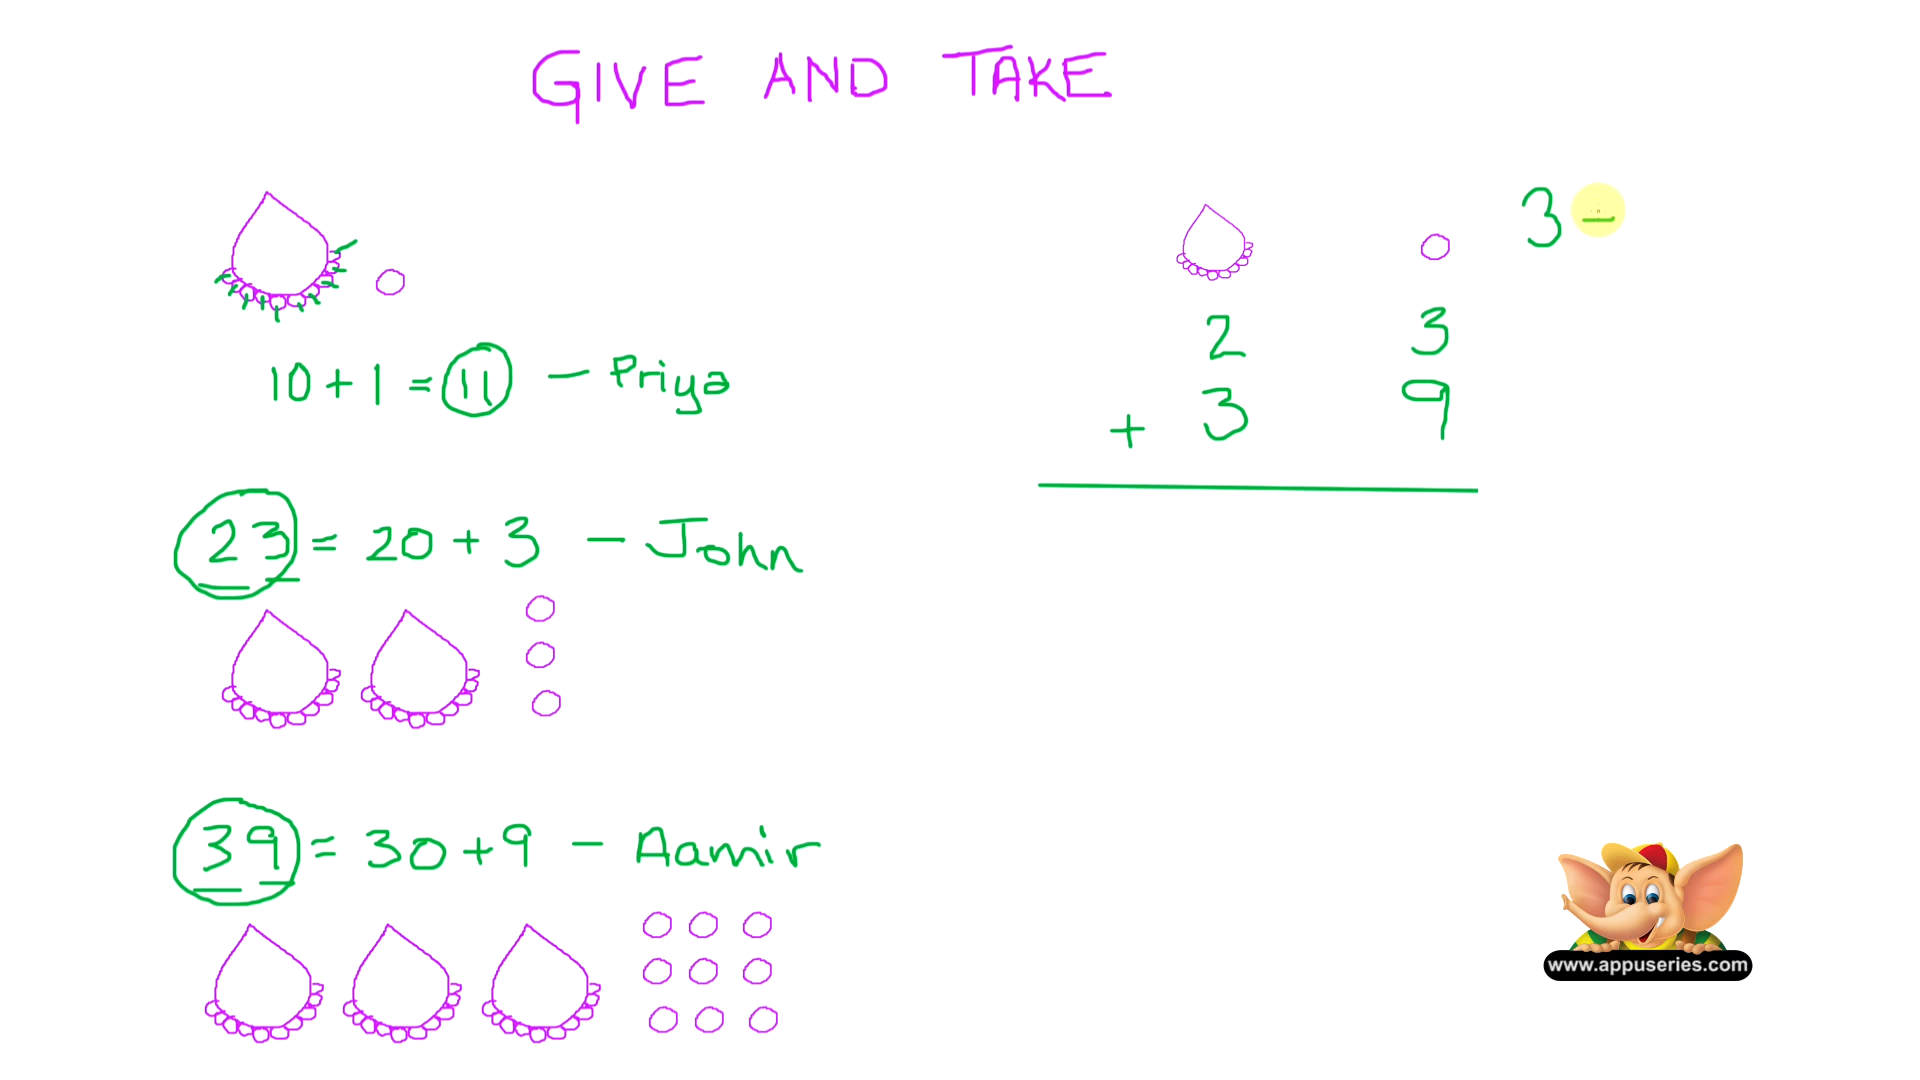 GIVE AND TAKE
10 + 1 = 11 – Priya
23 = 20 + 3 – John
39 = 30 + 9 – Aamir
3 –
2 3
+ 3 9
www.appuseries.com